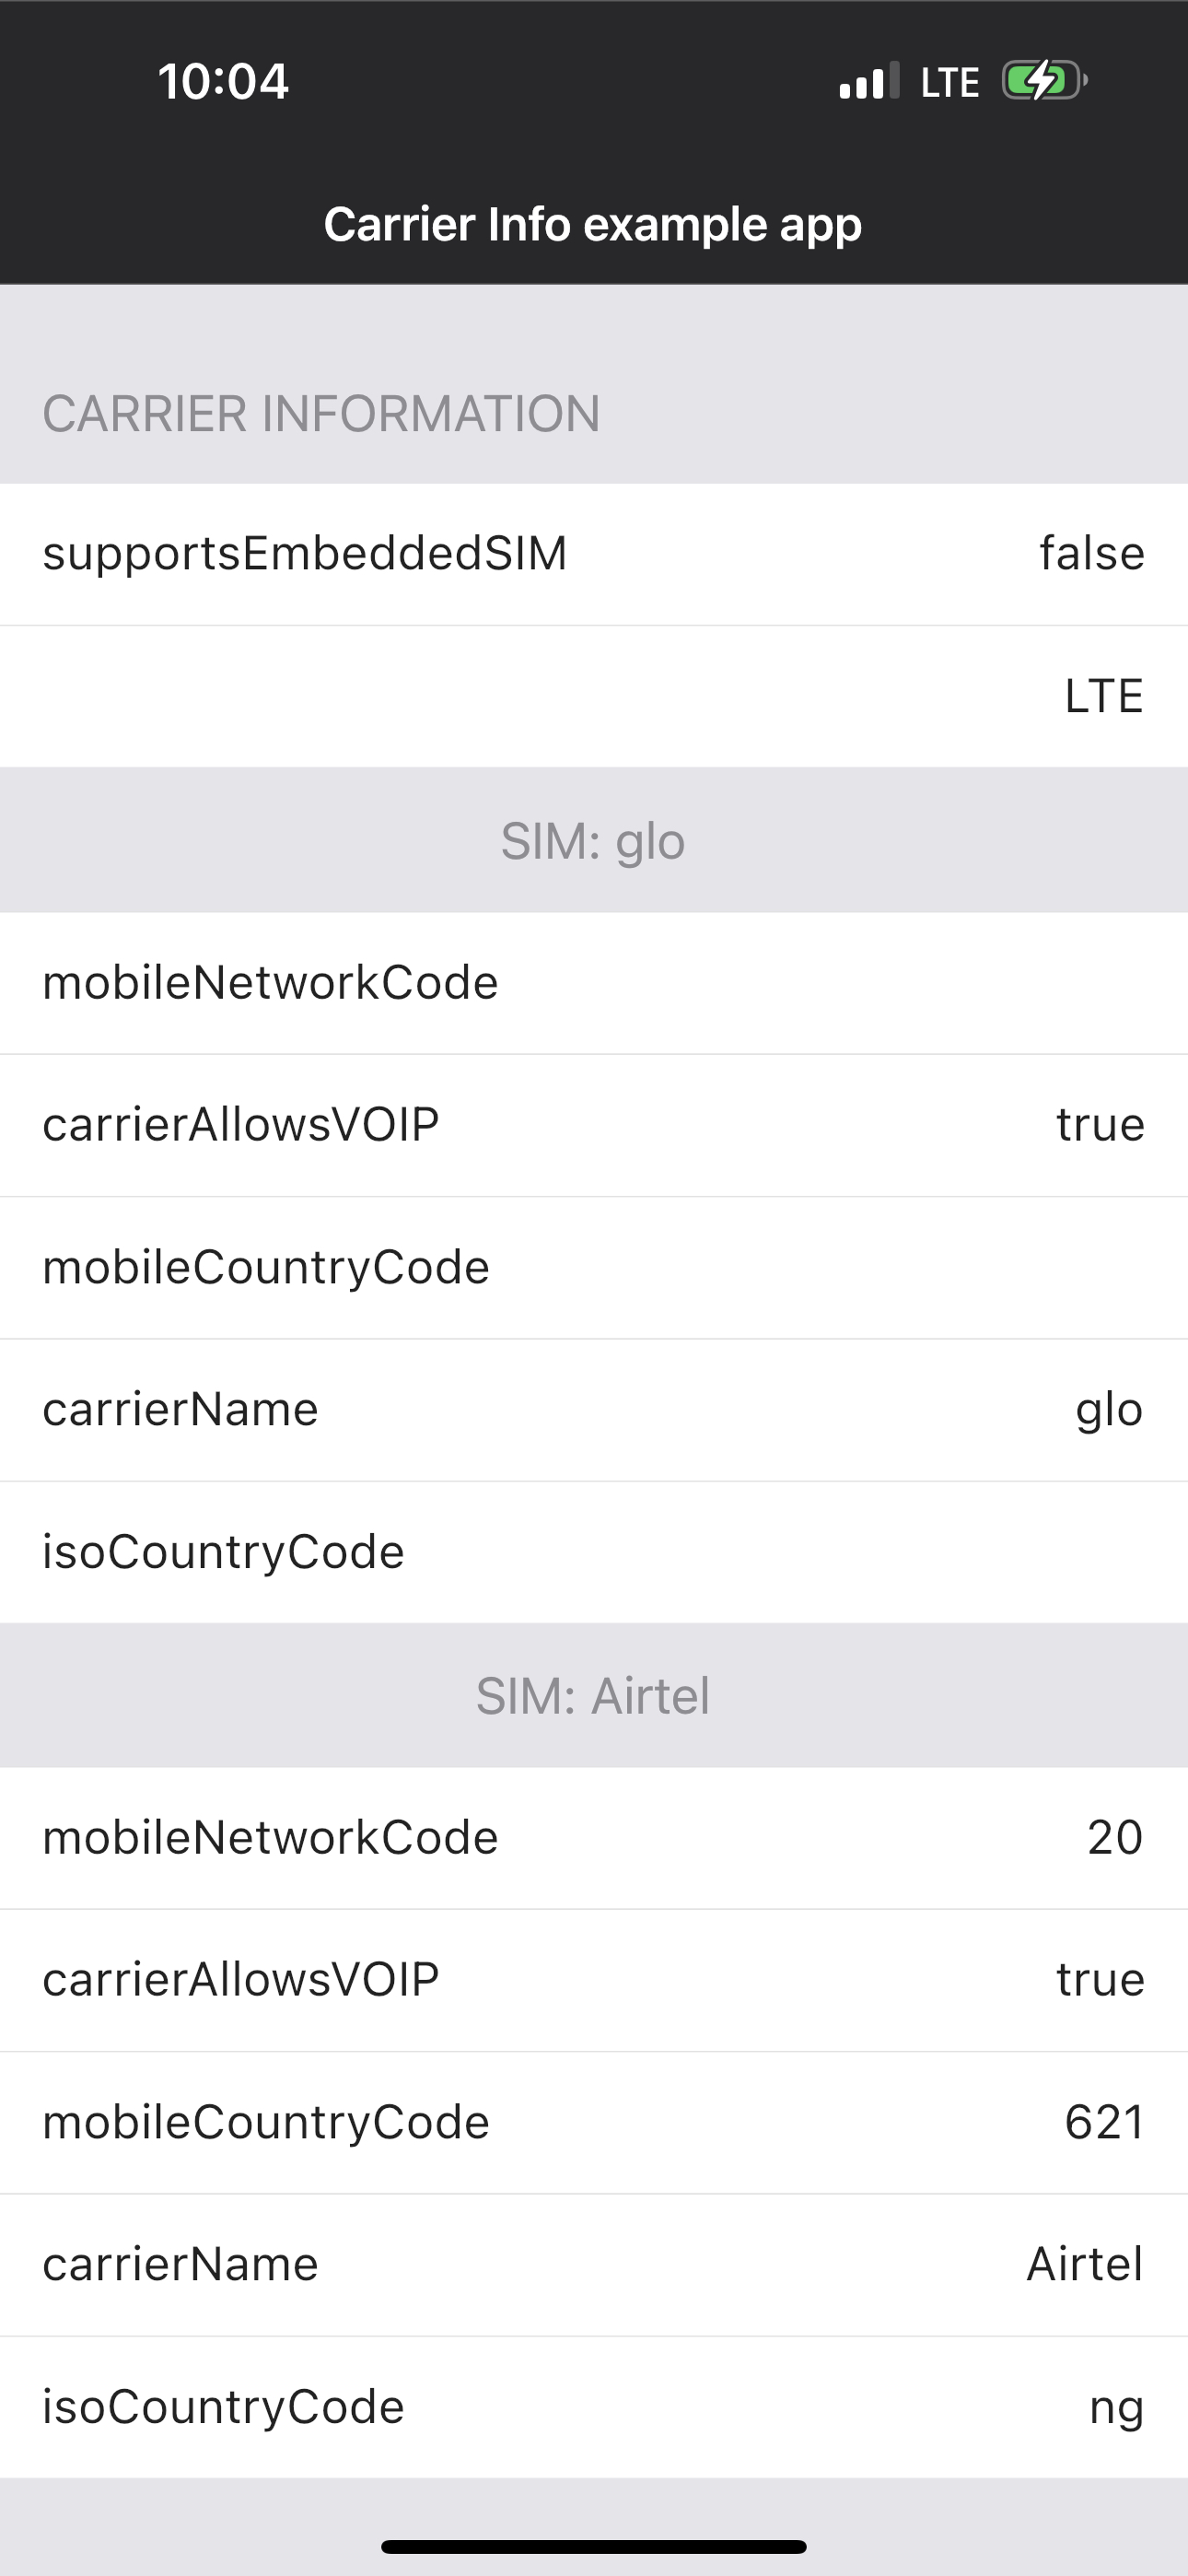 10:04 LTE
Carrier Info example app
CARRIER INFORMATION
supportsEmbeddedSIM false
LTE
SIM: glo
mobileNetworkCode
carrierAllowsVOIP true
mobileCountryCode
carrierName glo
isoCountryCode
SIM: Airtel
mobileNetworkCode 20
carrierAllowsVOIP true
mobileCountryCode 621
carrierName Airtel
isoCountryCode ng